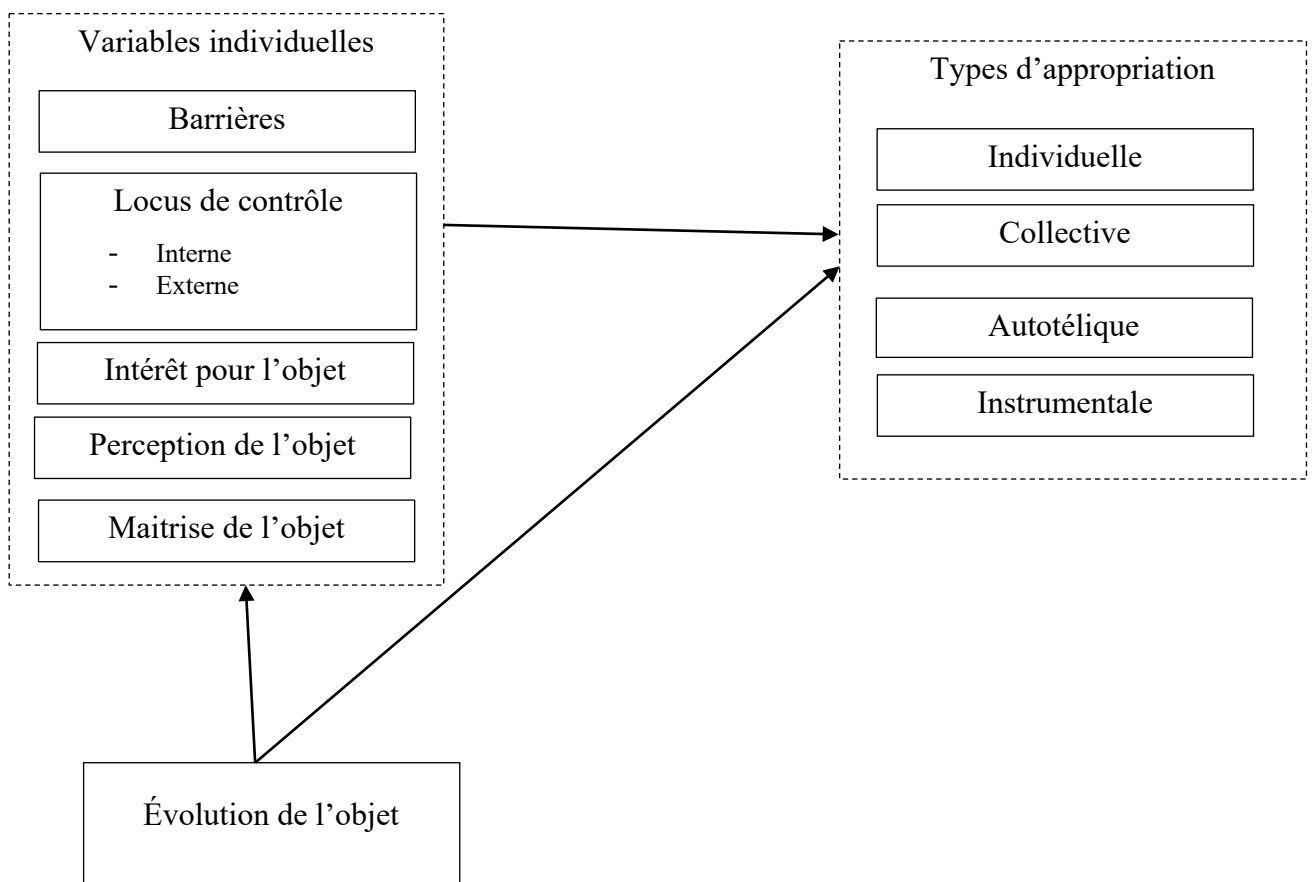 Variables individuelles
Barrières
Locus de contrôle
- Interne
- Externe
Intérêt pour l’objet
Perception de l’objet
Maitrise de l’objet
Types d’appropriation
Individuelle
Collective
Autotélique
Instrumentale
Évolution de l’objet